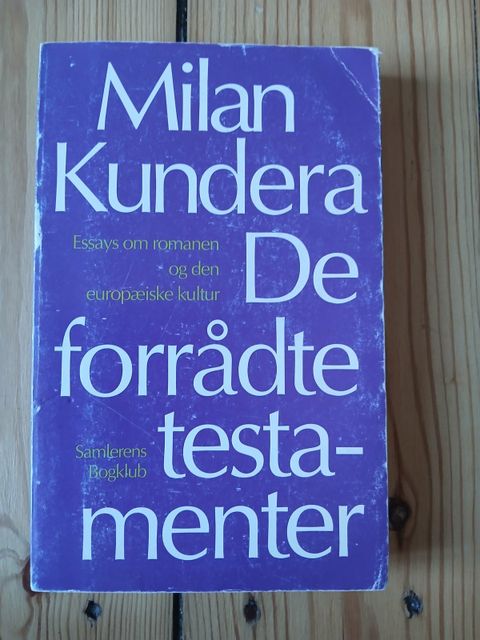 Milan
Kundera
Essays om romanen
og den
europæiske kultur
De
forrådte
testa-
menter
Samlerens
Bogklub